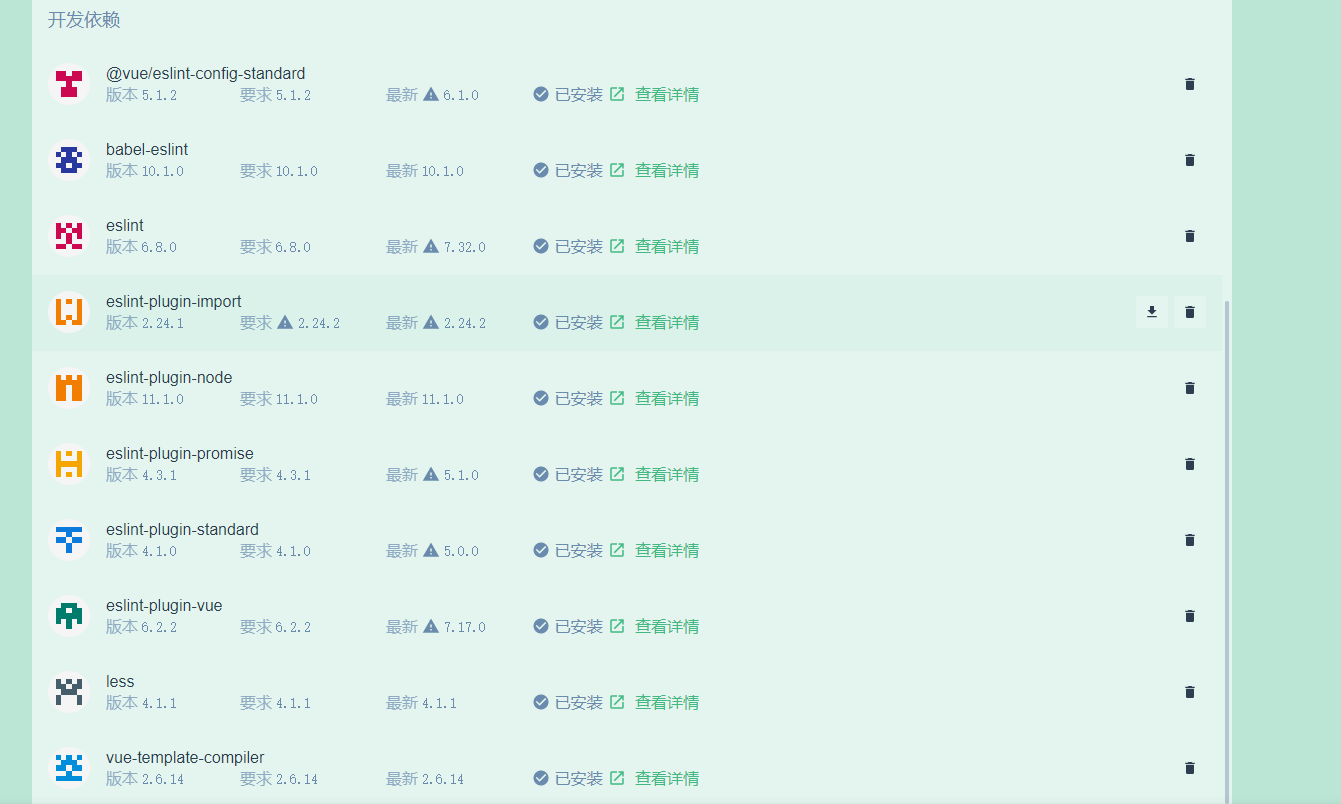 开发依赖
@vue/eslint-config-standard
版本 5.1.2 要求 5.1.2 最新 6.1.0 已安装 查看详情
babel-eslint
版本 10.1.0 要求 10.1.0 最新 10.1.0 已安装 查看详情
eslint
版本 6.8.0 要求 6.8.0 最新 7.32.0 已安装 查看详情
eslint-plugin-import
版本 2.24.1 要求 2.24.2 最新 2.24.2 已安装 查看详情
eslint-plugin-node
版本 11.1.0 要求 11.1.0 最新 11.1.0 已安装 查看详情
eslint-plugin-promise
版本 4.3.1 要求 4.3.1 最新 5.1.0 已安装 查看详情
eslint-plugin-standard
版本 4.1.0 要求 4.1.0 最新 5.0.0 已安装 查看详情
eslint-plugin-vue
版本 6.2.2 要求 6.2.2 最新 7.17.0 已安装 查看详情
less
版本 4.1.1 要求 4.1.1 最新 4.1.1 已安装 查看详情
vue-template-compiler
版本 2.6.14 要求 2.6.14 最新 2.6.14 已安装 查看详情